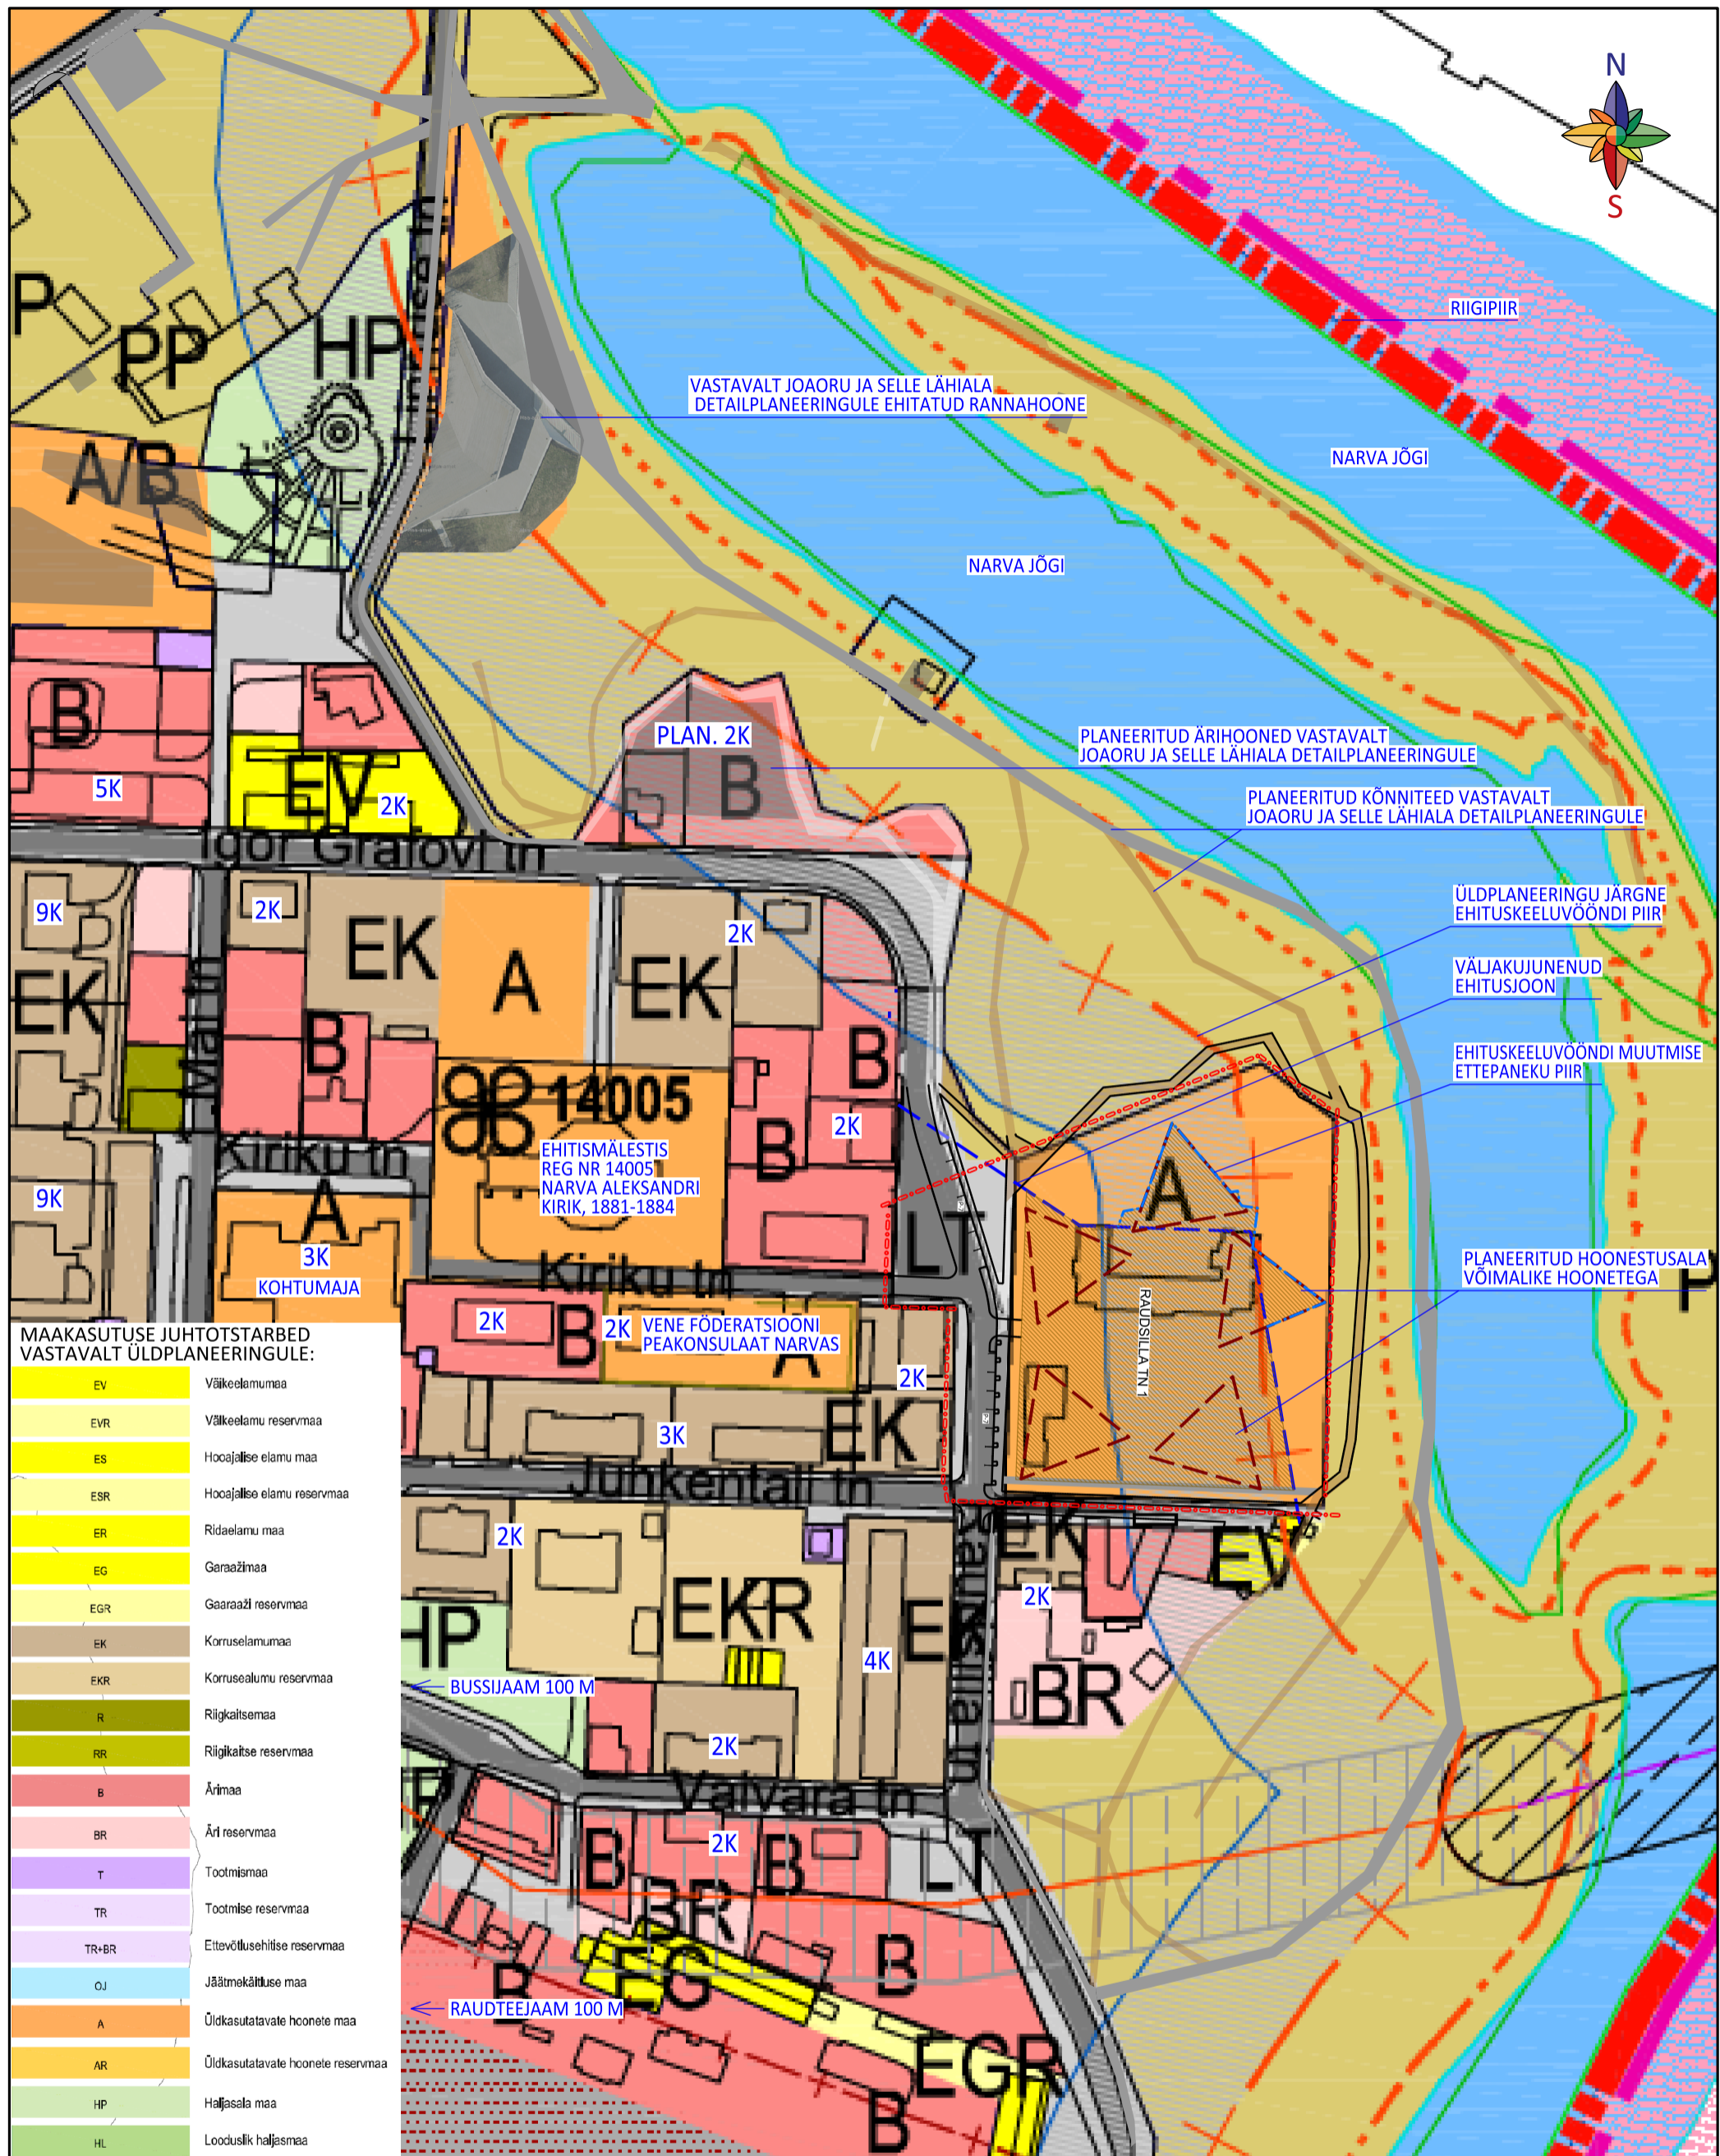 N
S
RIIGIPIIR
P
PP
HP
A/B
L
VASTAVALT JOAORU JA SELLE LÄHIALA
DETAILPLANEERINGULE EHITATUD RANNAHOONE
NARVA JÕGI
NARVA JÕGI
B
5K
EV
2K
PLAN. 2K
B
PLANEERITUD ÄRIHOONED VASTAVALT
JOAORU JA SELLE LÄHIALA DETAILPLANEERINGULE
PLANEERITUD KÕNNITEED VASTAVALT
JOAORU JA SELLE LÄHIALA DETAILPLANEERINGULE
Igor Grafovi tn
9K
2K
EK
A
EK
2K
ÜLDPLANEERINGU JÄRGNE
EHITUSKEELUVÖÖNDI PIIR
VÄLJAKUJUNENUD
EHITUSJOON
EK
B
B
14005
EHITUSKEELUVÖÖNDI MUUTMISE
ETTEPANEKU PIIR
2K
B
Kiriku tn
EHITISMÄLESTIS
REG NR 14005
NARVA ALEKSANDRI
KIRIK, 1881-1884
9K
A
3K
KOHTUMAJA
LT
A
Kiriku tn
PLANEERITUD HOONESTUSALA
VÕIMALIKE HOONETEGA
P
RAUDSILLA TN 1
2K
B
2K
VENE FÖDERATSIOONI
PEAKONSULAAT NARVAS
A
2K
3K
EK
Juhkentali tn
2K
EK
EV
2K
HP
EKR
E
4K
BR
BUSSIJAAM 100 M
2K
Raudsilla tn
Vaivara tn
B
2K
B
LT
BR
B
EG
B
RAUDTEEJAAM 100 M
EGR
B
MAAKASUTUSE JUHTOTSTARBED
VASTAVALT ÜLDPLANEERINGULE:
EV Väikeelamumaa
EVR Väikeelamu reservmaa
ES Hooajalise elamu maa
ESR Hooajalise elamu reservmaa
ER Ridaelamu maa
EG Garaažimaa
EGR Gaaraaži reservmaa
EK Korruselamumaa
EKR Korrusealumu reservmaa
R Riigkaitsemaa
RR Riigikaitse reservmaa
B Ärimaa
BR Äri reservmaa
T Tootmismaa
TR Tootmise reservmaa
TR+BR Ettevõtlusehitise reservmaa
OJ Jäätmekäitluse maa
A Üldkasutatavate hoonete maa
AR Üldkasutatavate hoonete reservmaa
HP Haljasala maa
HL Looduslik haljasmaa